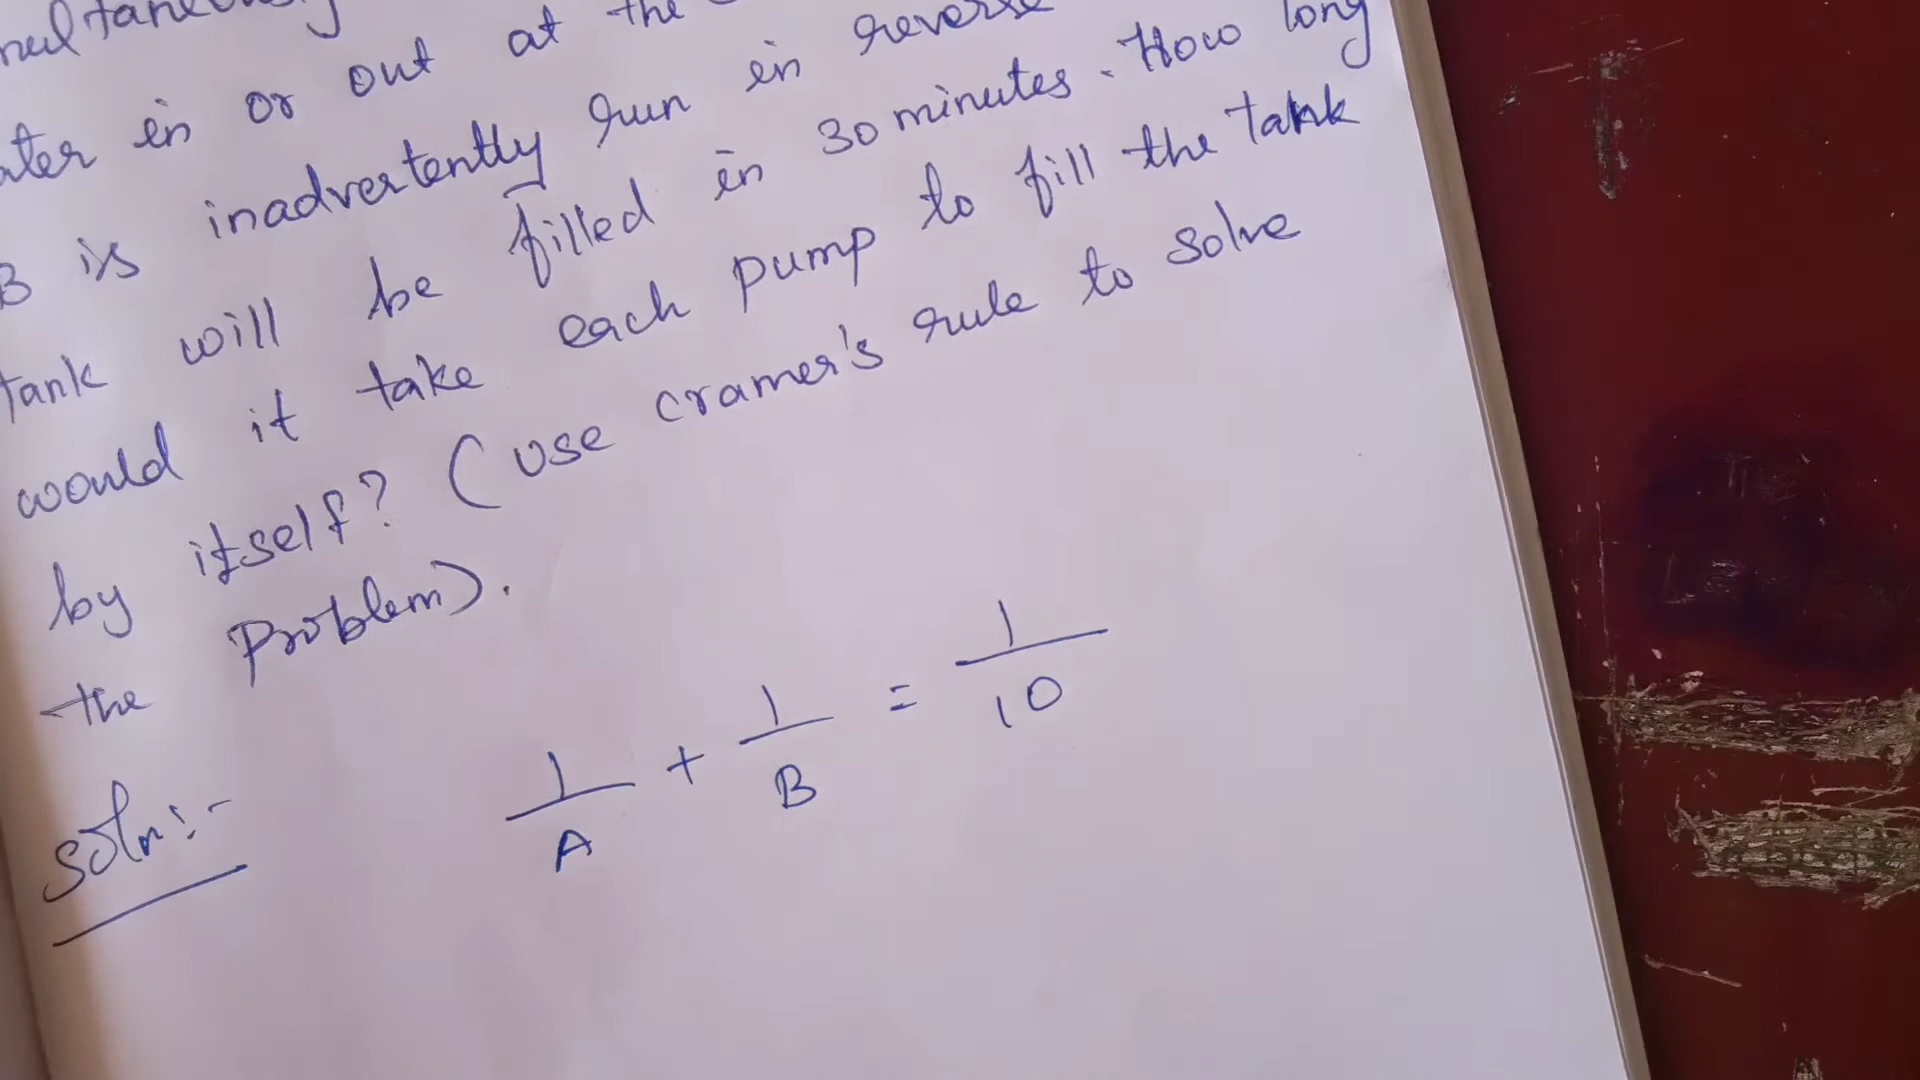 in or out at the
B is inadvertently run in reverse
tank will be filled in 30 minutes. How long
would it take each pump to fill the tank
by itself? (use cramer's rule to solve
the problem).
soln:-
1/A + 1/B = 1/10